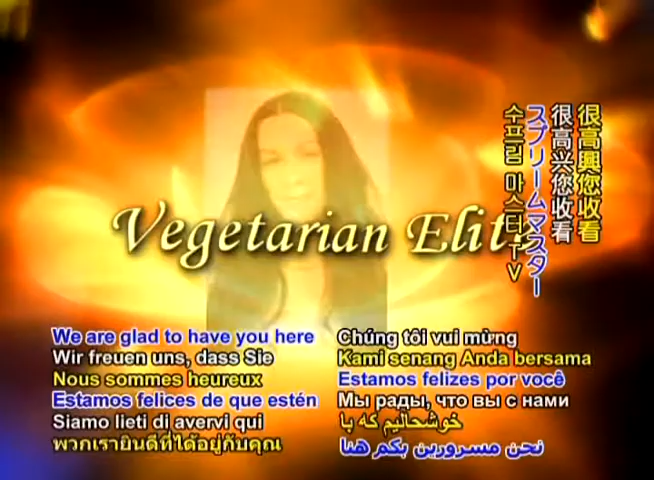 Vegetarian Elite
很高興您收看
很高兴您收看
スプリームマスター
수프림 마스터TV
We are glad to have you here
Wir freuen uns, dass Sie
Nous sommes heureux
Estamos felices de que estén
Siamo lieti di avervi qui
พวกเรายินดีที่ได้อยู่กับคุณ
Chúng tôi vui mừng
Kami senang Anda bersama
Estamos felizes por você
Мы рады, что вы с нами
خوشحالیم که با
نحن مسرورين بكم هنا